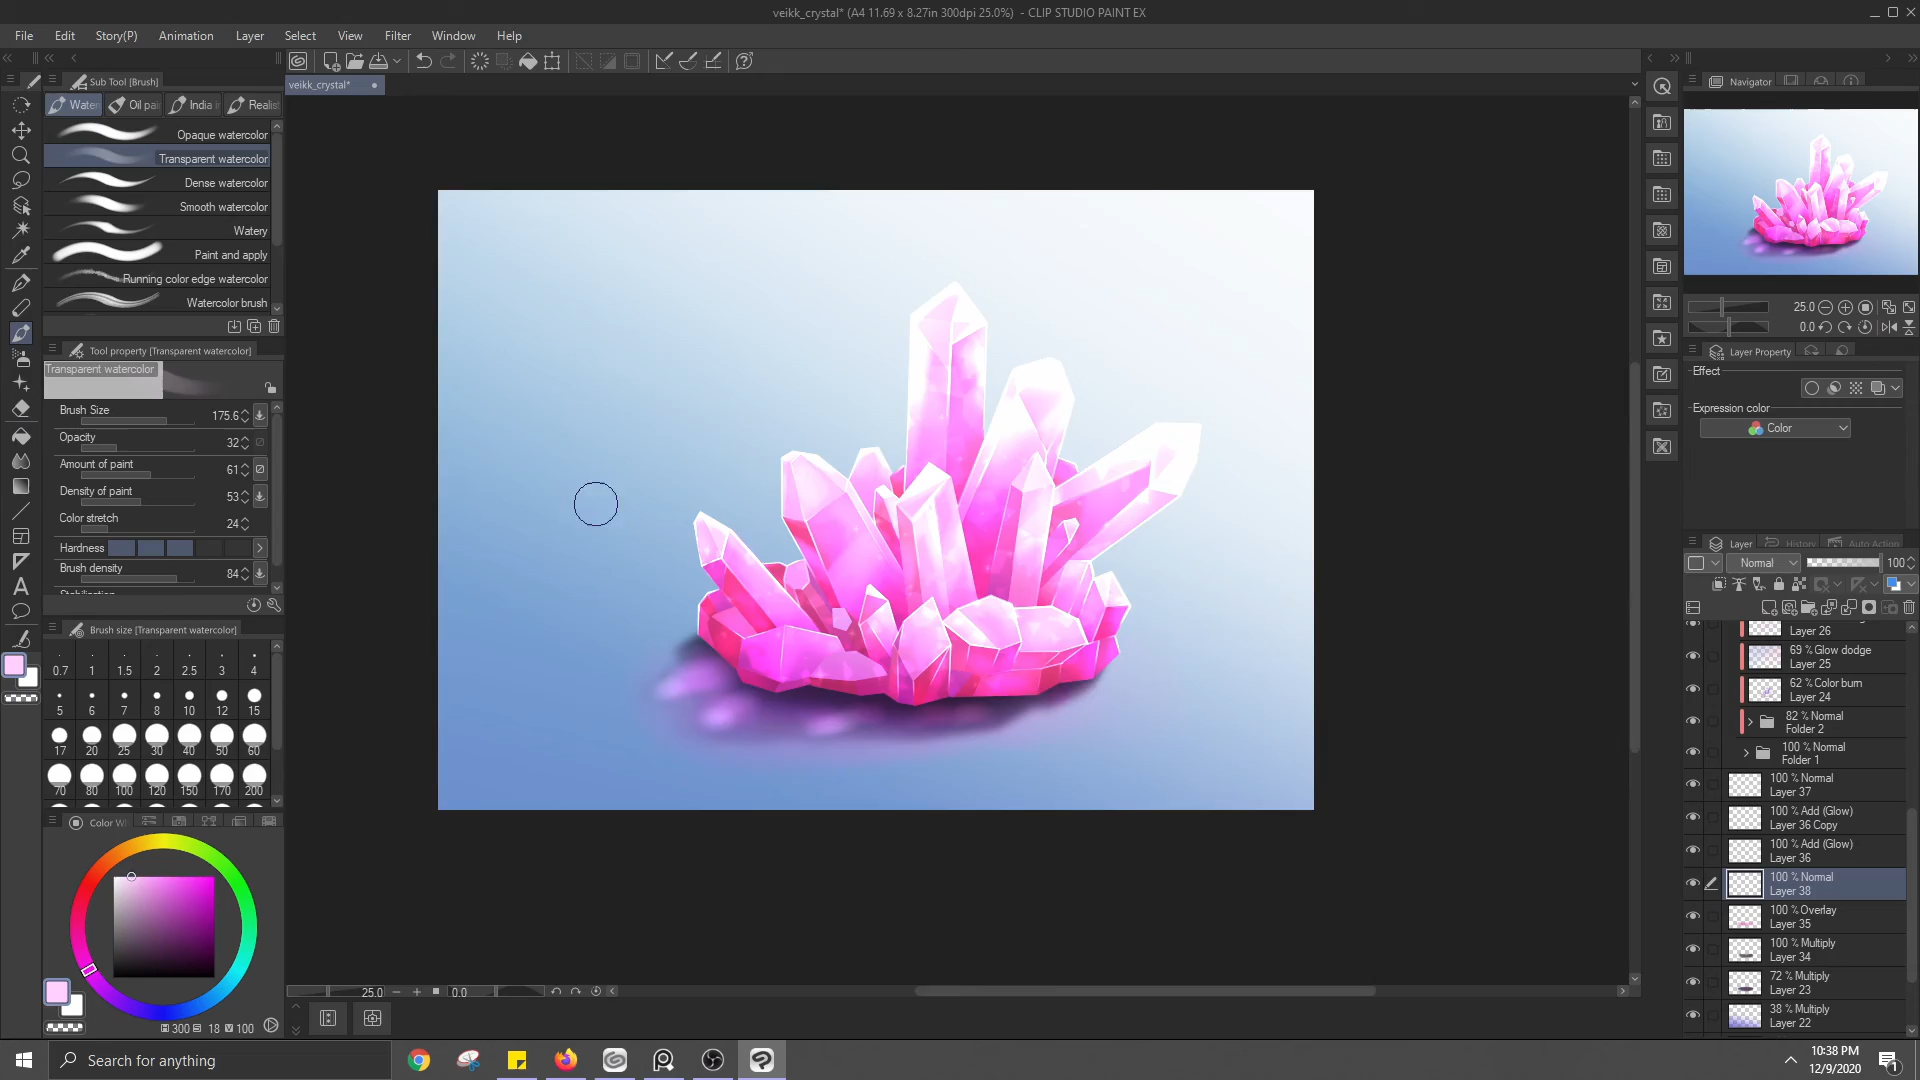 veikk_crystal* (A4 11.69 x 8.27in 300dpi 25.0%) - CLIP STUDIO PAINT EX
File Edit Story(P) Animation Layer Select View Filter Window Help
veikk_crystal*
Sub Tool [Brush]
Water Oil pai India i Realist
Opaque watercolor
Transparent watercolor
Dense watercolor
Smooth watercolor
Watery
Paint and apply
Running color edge watercolor
Watercolor brush
Tool property [Transparent watercolor]
Transparent watercolor
Brush Size 175.6
Opacity 32
Amount of paint 61
Density of paint 53
Color stretch 24
Hardness
Brush density 84
Brush size [Transparent watercolor]
0.7 1 1.5 2 2.5 3 4
5 6 7 8 10 12 15
17 20 25 30 40 50 60
70 80 100 120 150 170 200
Color W
300 18 V 100
25.0 0.0
Navigator
25.0
0.0
Layer Property
Effect
Expression color
Color
Layer History Auto Action
Normal 100
Layer 26
69 % Glow dodge
Layer 25
62 % Color burn
Layer 24
82 % Normal
Folder 2
100 % Normal
Folder 1
100 % Normal
Layer 37
100 % Add (Glow)
Layer 36 Copy
100 % Add (Glow)
Layer 36
100 % Normal
Layer 38
100 % Overlay
Layer 35
100 % Multiply
Layer 34
72 % Multiply
Layer 23
38 % Multiply
Layer 22
Search for anything
10:38 PM
12/9/2020
1